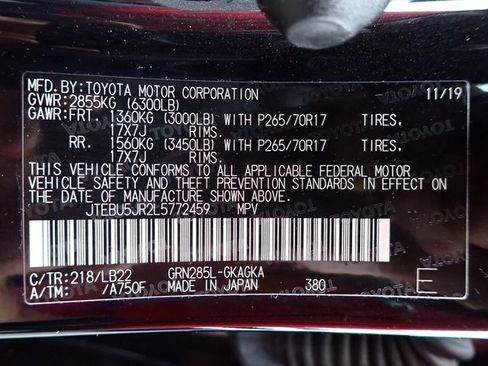 MFD.BY:TOYOTA MOTOR CORPORATION 11/19
GVWR:2855KG (6300LB)
GAWR:FRT. 1360KG (3000LB) WITH P265/70R17 TIRES.
17X7J RIMS.
RR. 1560KG (3450LB) WITH P265/70R17 TIRES.
17X7J RIMS.
THIS VEHICLE CONFORMS TO ALL APPLICABLE FEDERAL MOTOR
VEHICLE SAFETY AND THEFT PREVENTION STANDARDS IN EFFECT ON
THE DATE OF MANUFACTURE SHOWN ABOVE.
JTEBU5JR2L5772459 MPV
C/TR:218/LB22 GRN285L-GKAGKA
A/TM: /A750F MADE IN JAPAN 380 E